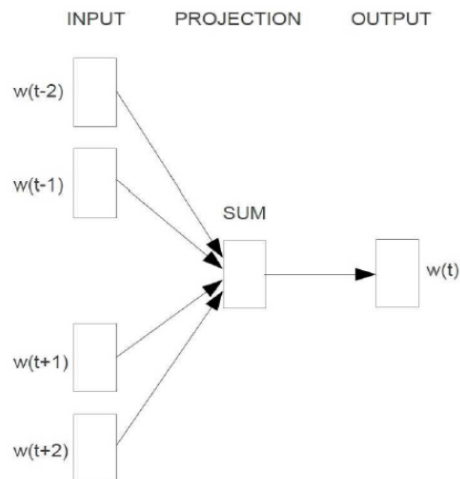 INPUT PROJECTION OUTPUT
w(t-2)
w(t-1)
SUM
w(t)
w(t+1)
w(t+2)